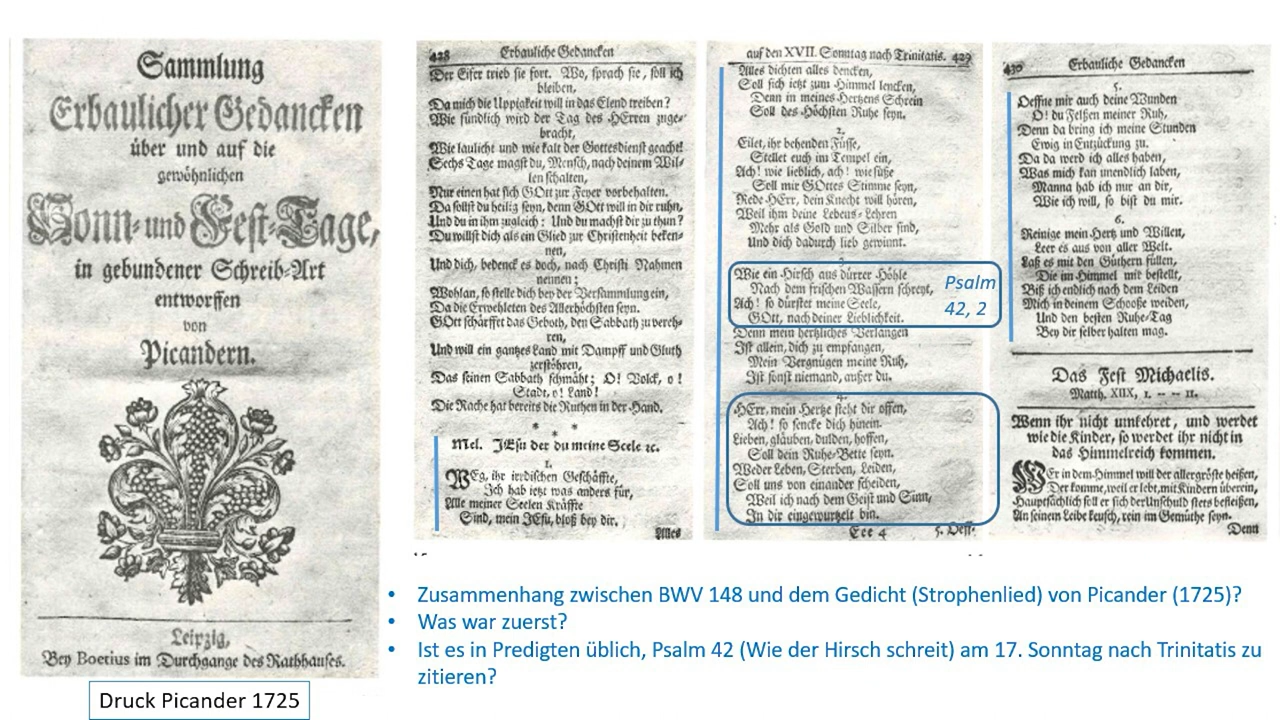 Sammlung
Erbaulicher Gedancken
über und auf die
gewöhnlichen
Sonn- und Fest-Tage,
in gebundener Schreib-Art
entworffen
von
Picandern.
Leipzig,
Bey Boetius im Durchgange des Rathhauses.
Druck Picander 1725
428 Erbauliche Gedancken
Der Eifer trieb sie fort. Wo, sprach sie, soll ich
bleiben,
Da mich die Uppigkeit will in das Elend treiben?
Wie sündlich wird der Tag des HErren zuge-
bracht,
Wie laulicht und wie kalt der Gottesdienst geacht!
Sechs Tage magst du, Mensch, nach deinem Wil-
len schalten,
Nur einen hat sich GOtt zur Feyer vorbehalten.
Da sollst du heilig seyn, denn GOtt will in dir ruhn,
Und du in ihm zugleich: Und du machst dir zu thun?
Du willst dich als ein Glied zur Christenheit beken-
nen,
Und dich, bedenck es doch, nach Christi Nahmen
nennen;
Wohlan, so stelle dich bey der Versammlung ein,
Da die Erwehleten des Allerhöchsten seyn.
GOtt schärffet das Geboth, den Sabbath zu vereh-
ren,
Und will ein gantzes Land mit Dampff und Gluth
zerstöhren,
Das seinen Sabbath schmäht; O! Volck, o!
Stadt, o! Land!
Die Rache hat bereits die Ruthen in der Hand.
* * *
Mel. JEsu der du meine Seele ec.
1.
WEg, ihr irrdischen Geschäffte,
Ich hab ietzt was anders für,
Alle meiner Seelen Kräffte
Sind, mein JEsu, bloß bey dir.
Alles
auf den XVII. Sonntag nach Trinitatis. 429
Alles dichten alles dencken,
Soll sich ietzt zum Himmel lencken,
Denn in meines Hertzens Schrein
Soll des Höchsten Ruhe seyn.
2.
Eilet, ihr behenden Füsse,
Stellet euch im Tempel ein,
Ach! wie lieblich, ach! wie süsse
Soll mir GOttes Stimme seyn,
Rede HErr, dein Knecht will hören,
Weil ihm deine Lebens-Lehren
Mehr als Gold und Silber sind,
Und dich dadurch lieb gewinnt.
3.
Wie ein Hirsch aus dürrer Höhle
Nach dem frischen Wassern schreyt,
Ach! so dürstet meine Seele,
GOtt, nach deiner Lieblichkeit.
Psalm
42, 2
Denn mein hertzliches Verlangen
Ist allein, dich zu empfangen,
Mein Vergnügen meine Ruh,
Ist sonst niemand, außer du.
4.
HErr, mein Hertze steht dir offen,
Ach! so sencke dich hinein.
Lieben, gläuben, dulden, hoffen,
Soll dein Ruhe-Bette seyn.
Weder Leben, Sterben, Leiden,
Soll uns von einander scheiden,
Weil ich nach dem Geist und Sinn,
In dir eingewurtzelt bin.
Eee 4 5. Oeff-
430 Erbauliche Gedancken
5.
Oeffne mir auch deine Wunden
O! du Felßen meiner Ruh,
Denn da bring ich meine Stunden
Ewig in Entzückung zu.
Da da werd ich alles haben,
Was mich kan unendlich laben,
Manna hab ich nur an dir,
Wie ich will, so bist du mir.
6.
Reinige mein Hertz und Willen,
Leer es aus von aller Welt.
Laß es mit den Güthern füllen,
Die im Himmel mit bestellt,
Biß ich endlich nach dem Leiden
Mich in deinem Schooße weiden,
Und den besten Ruhe-Tag
Bey dir selber halten mag.
Das Fest Michaelis.
Matth. XIIX, 1. -- 11.
Wenn ihr nicht umkehret, und werdet
wie die Kinder, so werdet ihr nicht in
das Himmelreich kommen.
WEr in dem Himmel will der allergröste heißen,
Der komme, weil er lebt, mit Kindern überein,
Hauptsächlich soll er sich der Unschuld stets befleißen,
An seinem Leibe keusch, rein im Gemüthe seyn.
Denn
• Zusammenhang zwischen BWV 148 und dem Gedicht (Strophenlied) von Picander (1725)?
• Was war zuerst?
• Ist es in Predigten üblich, Psalm 42 (Wie der Hirsch schreit) am 17. Sonntag nach Trinitatis zu
zitieren?